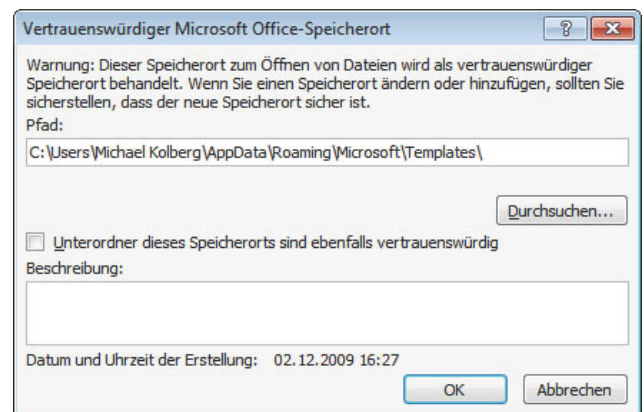 Vertrauenswürdiger Microsoft Office-Speicherort
Warnung: Dieser Speicherort zum Öffnen von Dateien wird als vertrauenswürdiger
Speicherort behandelt. Wenn Sie einen Speicherort ändern oder hinzufügen, sollten Sie
sicherstellen, dass der neue Speicherort sicher ist.
Pfad:
C:\Users\Michael Kolberg\AppData\Roaming\Microsoft\Templates\
Durchsuchen...
Unterordner dieses Speicherorts sind ebenfalls vertrauenswürdig
Beschreibung:
Datum und Uhrzeit der Erstellung: 02.12.2009 16:27
OK Abbrechen